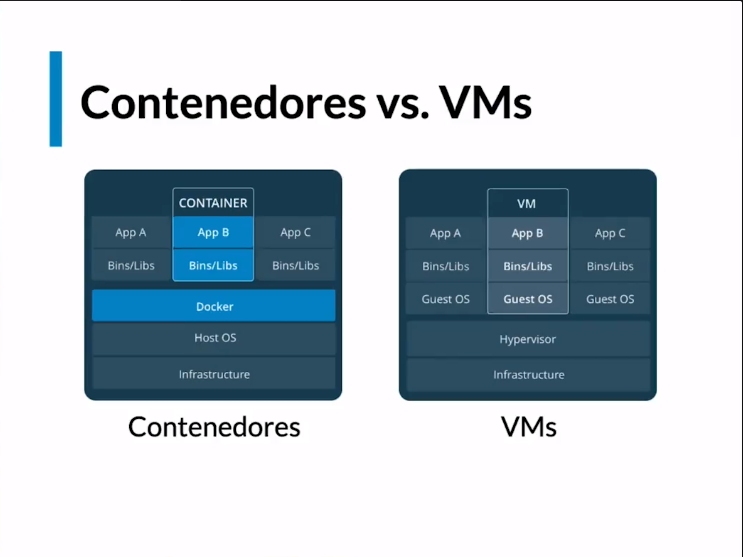 Contenedores vs. VMs
CONTAINER
App A App B App C
Bins/Libs Bins/Libs Bins/Libs
Docker
Host OS
Infrastructure
Contenedores
VM
App A App B App C
Bins/Libs Bins/Libs Bins/Libs
Guest OS Guest OS Guest OS
Hypervisor
Infrastructure
VMs